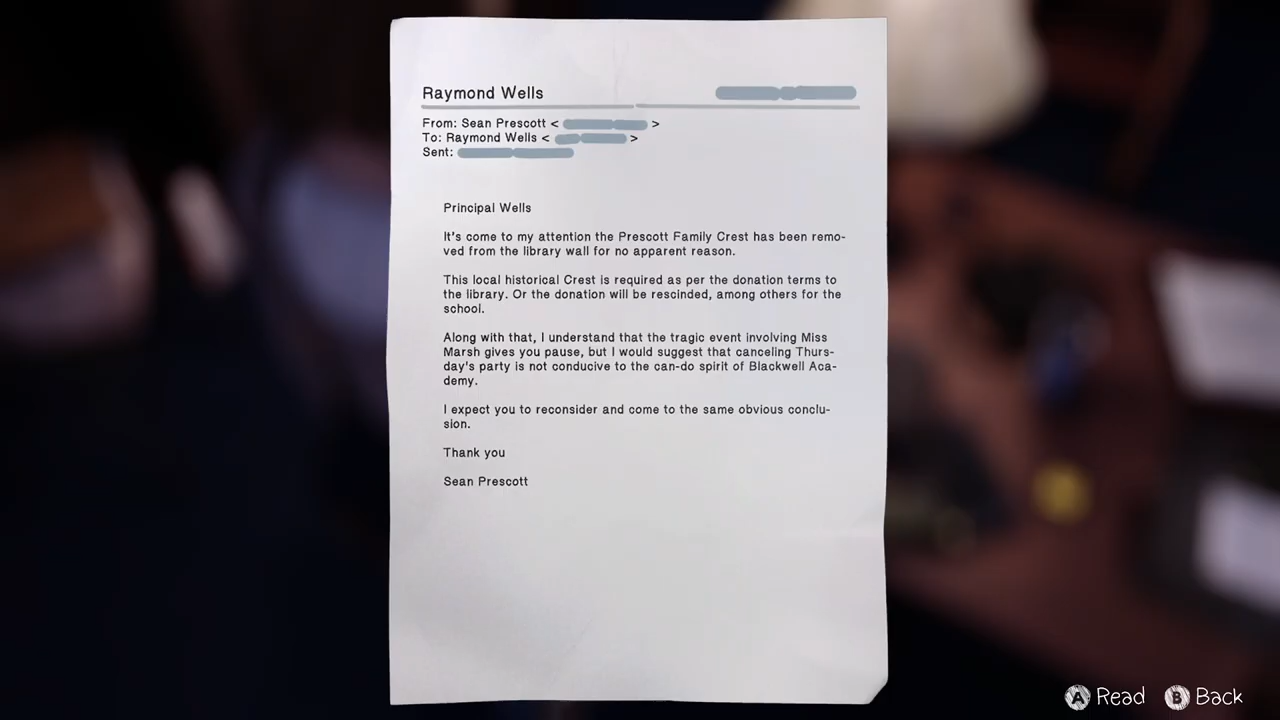 Raymond Wells
From: Sean Prescott < >
To: Raymond Wells < >
Sent:
Principal Wells
It's come to my attention the Prescott Family Crest has been remo-
ved from the library wall for no apparent reason.
This local historical Crest is required as per the donation terms to
the library. Or the donation will be rescinded, among others for the
school.
Along with that, I understand that the tragic event involving Miss
Marsh gives you pause, but I would suggest that canceling Thurs-
day's party is not conducive to the can-do spirit of Blackwell Aca-
demy.
I expect you to reconsider and come to the same obvious conclu-
sion.
Thank you
Sean Prescott
A Read B Back